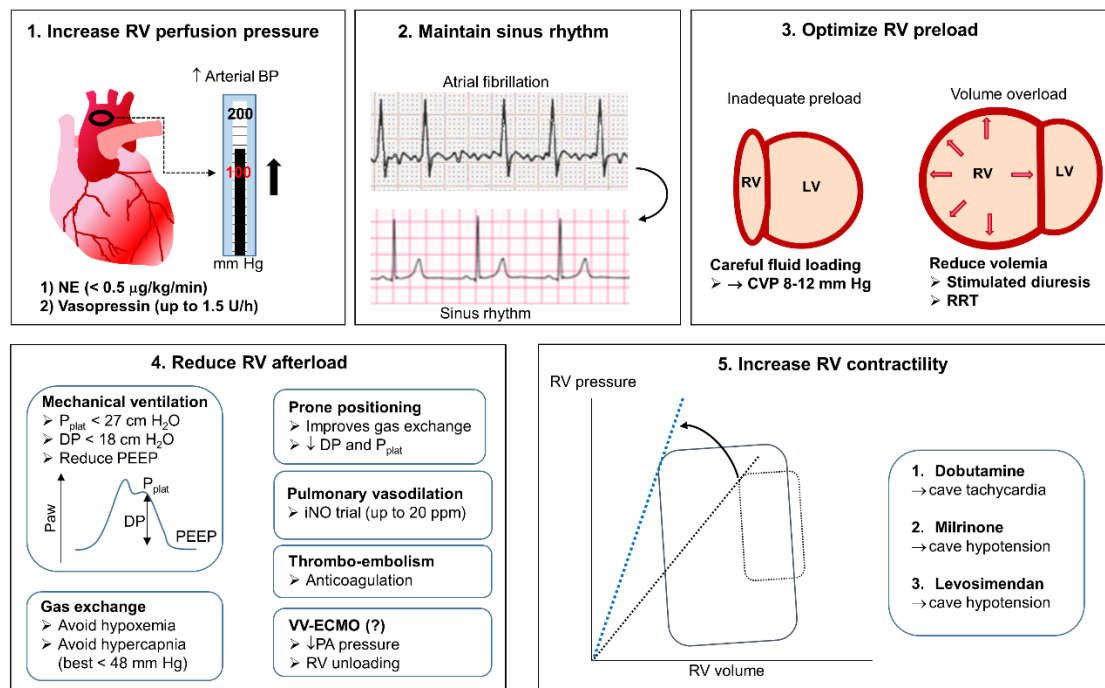 1. Increase RV perfusion pressure
↑ Arterial BP
200
100
mm Hg
1) NE (< 0.5 μg/kg/min)
2) Vasopressin (up to 1.5 U/h)
2. Maintain sinus rhythm
Atrial fibrillation
Sinus rhythm
3. Optimize RV preload
Inadequate preload
RV
LV
Careful fluid loading
➢ → CVP 8-12 mm Hg
Volume overload
RV
LV
Reduce volemia
➢ Stimulated diuresis
➢ RRT
4. Reduce RV afterload
Mechanical ventilation
➢ Pplat < 27 cm H2O
➢ DP < 18 cm H2O
➢ Reduce PEEP
Paw
Pplat
DP
PEEP
Gas exchange
➢ Avoid hypoxemia
➢ Avoid hypercapnia
(best < 48 mm Hg)
Prone positioning
➢ Improves gas exchange
➢ ↓ DP and Pplat
Pulmonary vasodilation
➢ iNO trial (up to 20 ppm)
Thrombo-embolism
➢ Anticoagulation
VV-ECMO (?)
➢ ↓PA pressure
➢ RV unloading
5. Increase RV contractility
RV pressure
RV volume
1. Dobutamine
→cave tachycardia
2. Milrinone
→cave hypotension
3. Levosimendan
→cave hypotension